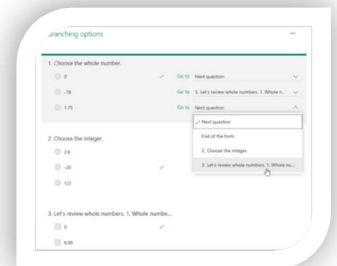 Branching options
1. Choose the whole number.
0 Go to Next question
-18 Go to 3. Let's review whole numbers. 1. Whole n...
1.75 Go to Next question
Next question
End of the form
2. Choose the integer.
3. Let's review whole numbers. 1. Whole nu...
2. Choose the Integer.
2.6
-20
1/2
3. Let's review whole numbers. 1. Whole numbe...
0
0.99